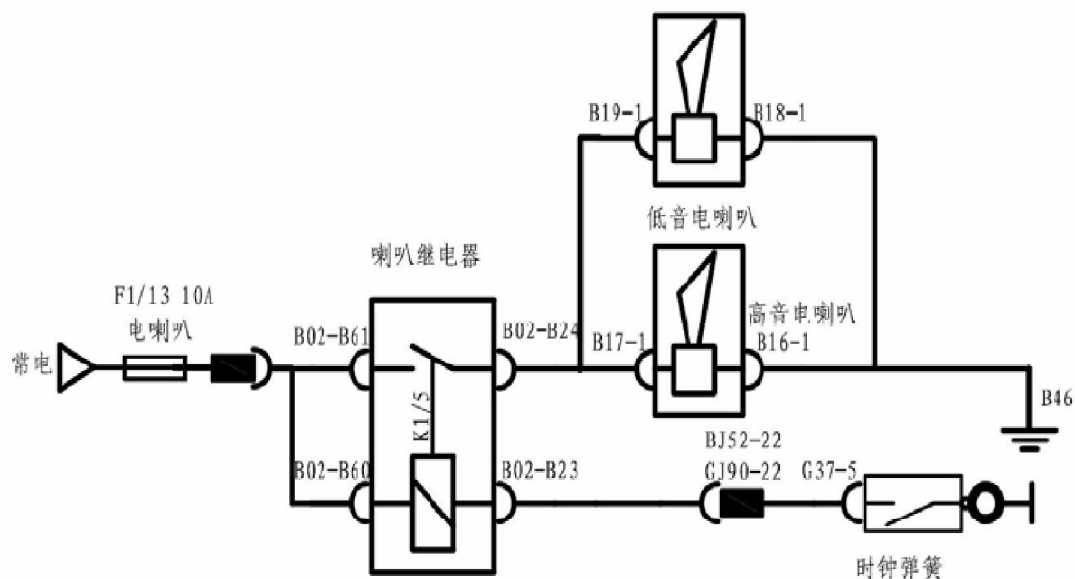 B19-1
B18-1
低音电喇叭
喇叭继电器
F1/13 10A
电喇叭
高音电喇叭
B02-B61
B02-B24
B17-1
B16-1
常电
K1/5
B46
BJ52-22
B02-B60
B02-B23
GJ90-22
G37-5
时钟弹簧